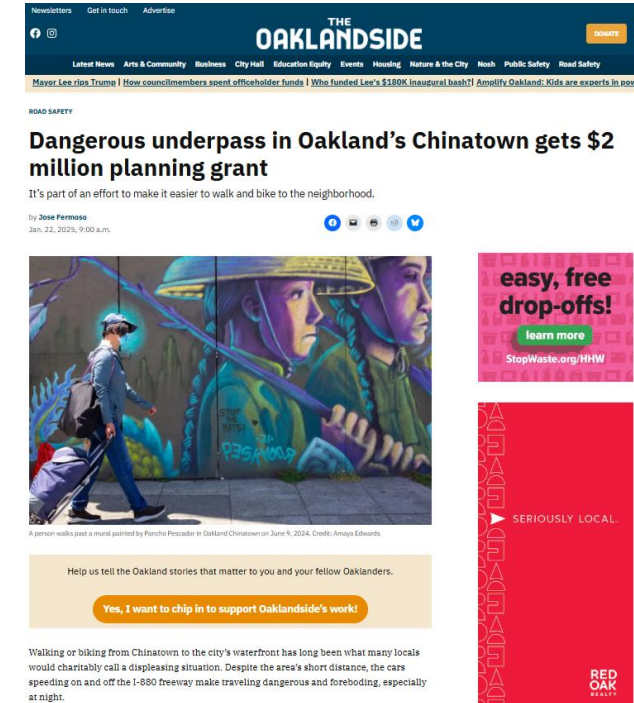 Newsletters Get in touch Advertise
THE
OAKLANDSIDE
DONATE
Latest News Arts & Community Business City Hall Education Equity Events Housing Nature & the City Nosh Public Safety Road Safety
Mayor Lee rips Trump | How councilmembers spent officeholder funds | Who funded Lee's $180K inaugural bash? | Amplify Oakland: Kids are experts in pow
ROAD SAFETY
Dangerous underpass in Oakland's Chinatown gets $2
million planning grant
It's part of an effort to make it easier to walk and bike to the neighborhood.
by Jose Fermoso
Jan. 22, 2025, 9:00 a.m.
easy, free
drop-offs!
learn more
StopWaste.org/HHW
STOP
THE
HATE!
A person walks past a mural painted by Pancho Pescador in Oakland Chinatown on June 9, 2024. Credit: Amaya Edwards
SERIOUSLY LOCAL.
Help us tell the Oakland stories that matter to you and your fellow Oaklanders.
Yes, I want to chip in to support Oaklandside's work!
Walking or biking from Chinatown to the city's waterfront has long been what many locals
would charitably call a displeasing situation. Despite the area's short distance, the cars
speeding on and off the I-880 freeway make traveling dangerous and foreboding, especially
at night.
RED
OAK
REALTY